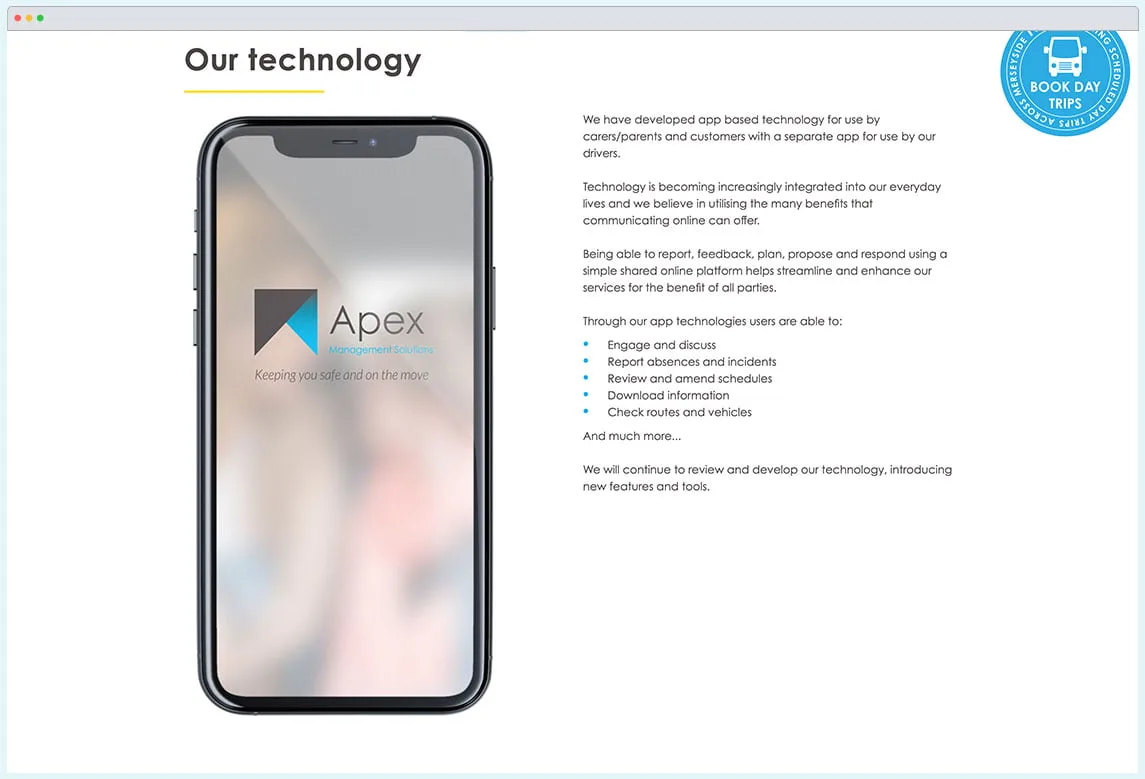 Our technology
ACROSS MERSEYSIDE
SCHEDULED DAY TRIPS
BOOK DAY
TRIPS
We have developed app based technology for use by
carers/parents and customers with a separate app for use by our
drivers.
Technology is becoming increasingly integrated into our everyday
lives and we believe in utilising the many benefits that
communicating online can offer.
Being able to report, feedback, plan, propose and respond using a
simple shared online platform helps streamline and enhance our
services for the benefit of all parties.
Through our app technologies users are able to:
Engage and discuss
Report absences and incidents
Review and amend schedules
Download information
Check routes and vehicles
And much more...
We will continue to review and develop our technology, introducing
new features and tools.
Apex
Management Solutions
Keeping you safe and on the move